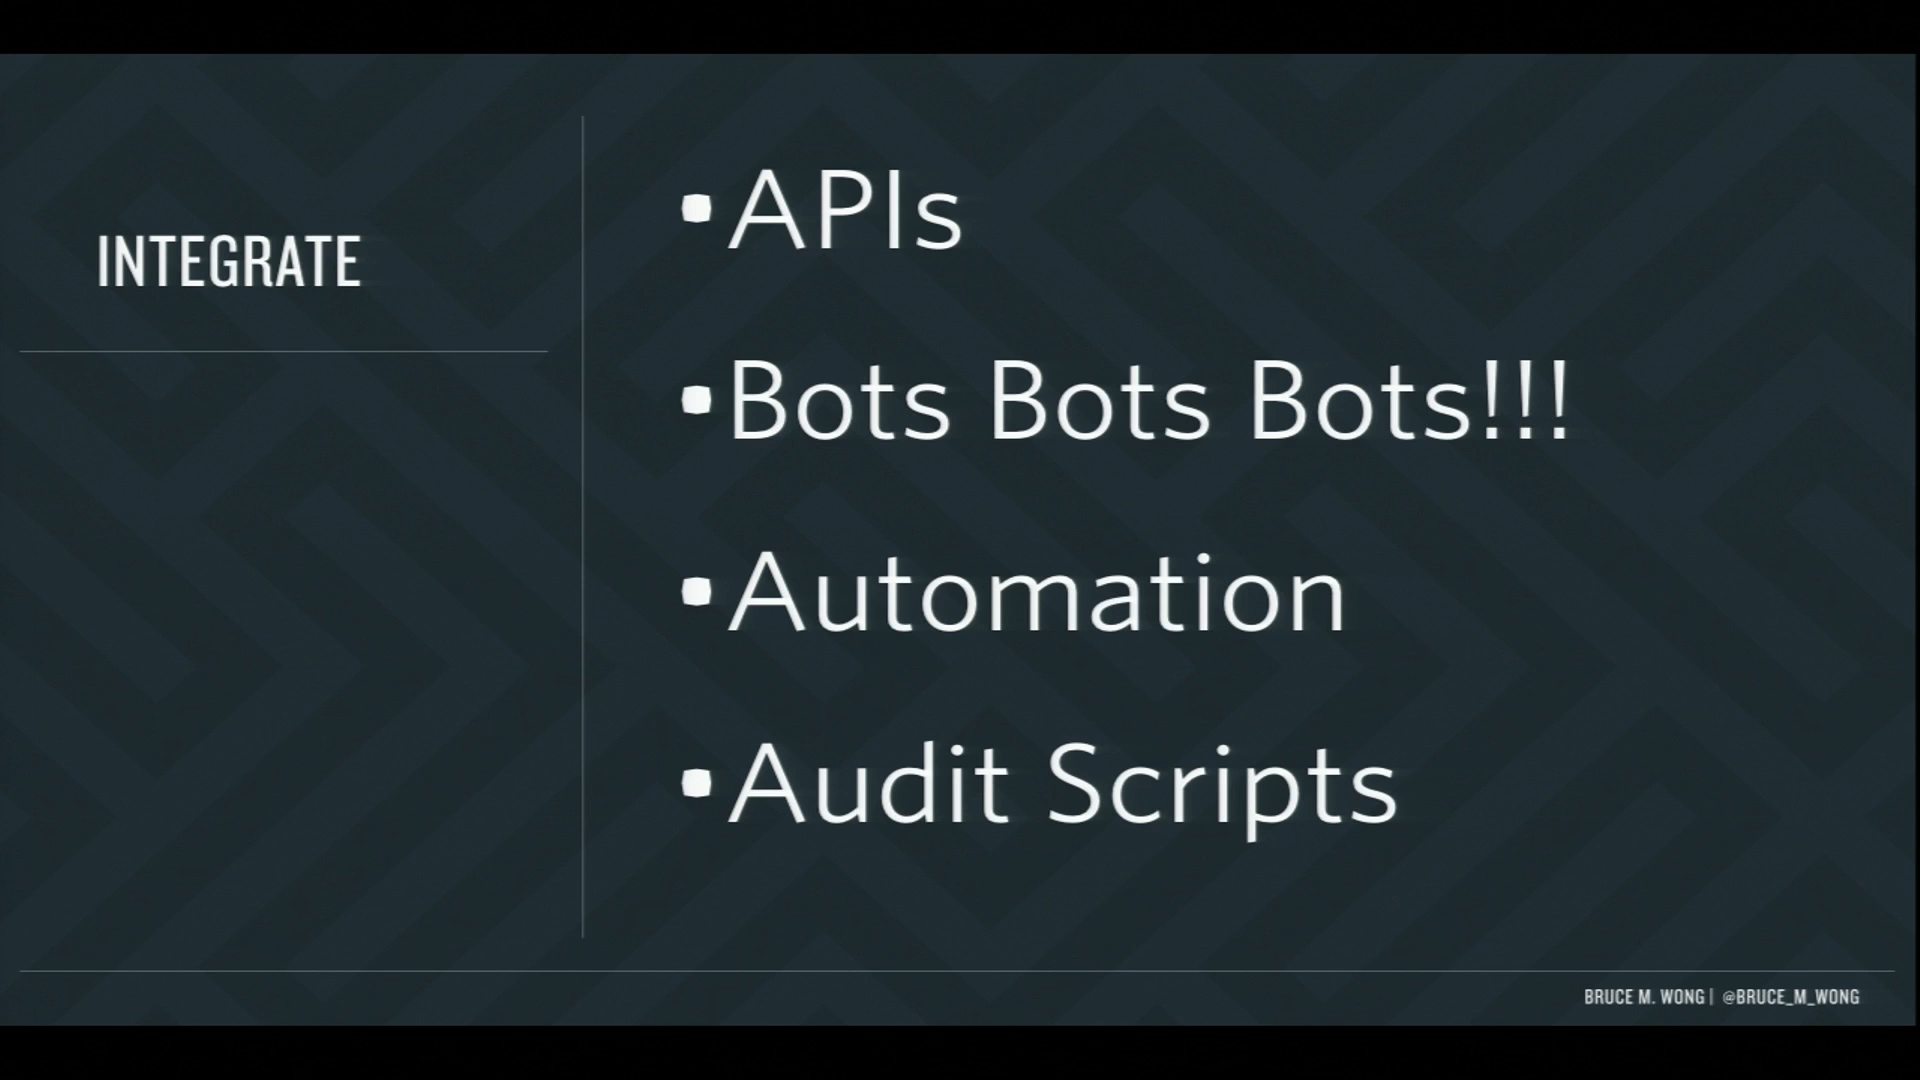 INTEGRATE
▪APIs
▪Bots Bots Bots!!!
▪Automation
▪Audit Scripts
BRUCE M. WONG | @BRUCE_M_WONG